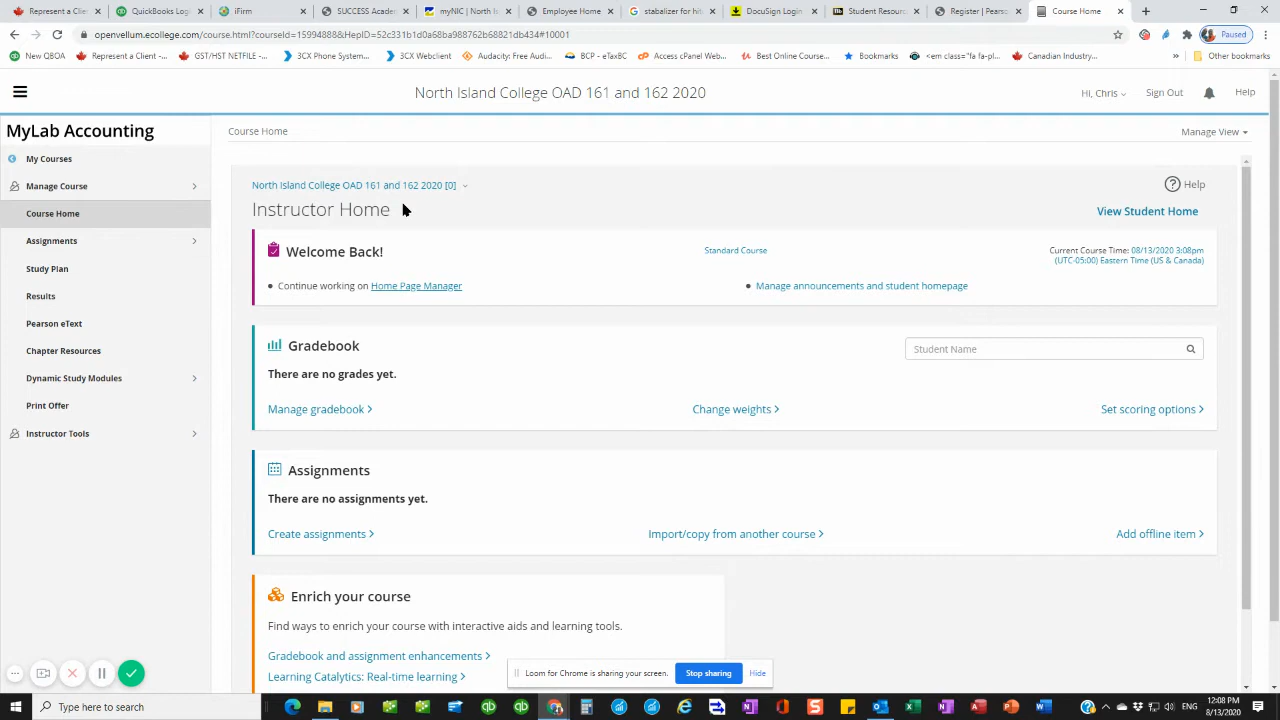 Represent a Clie
QuickBooks Login
iFirm
SUCCESS Acade
myNIC | North Is
Employee Home
stabilizer for hit
DocuSign Login
Student Resourc
Register | Pearso
Course Home
openvellum.ecollege.com/course.html?courseId=15994888&HepID=52c331b1d0a68ba988762b68821db434#10001
Paused
New QBOA
Represent a Client -...
GST/HST NETFILE -...
3CX Phone System...
3CX Webclient
Audacity Other Audi...
BCP - eTaxBC
access cPanel Web...
Best Online Course...
Bookmarks
<em class="fa fa-pl...
Canadian Industry...
»
Other bookmarks
North Island College OAD 161 and 162 2020
Hi, Chris
Sign Out
Help
MyLab Accounting
My Courses
Manage Course
Course Home
Assignments
Study Plan
Results
Pearson eText
Chapter Resources
Dynamic Study Modules
Print Offer
Instructor Tools
Course Home
Manage View
North Island College OAD 161 and 162 2020 [0]
Help
Instructor Home
View Student Home
Welcome Back!
Standard Course
Current Course Time: 08/13/2020 3:08pm
(UTC-05:00) Eastern Time (US & Canada)
• Continue working on Home Page Manager
• Manage announcements and student homepage
Gradebook
Student Name
There are no grades yet.
Manage gradebook >
Change weights >
Set scoring options >
Assignments
There are no assignments yet.
Create assignments >
Import/copy from another course >
Add offline item >
Enrich your course
Find ways to enrich your course with interactive aids and learning tools.
Gradebook and assignment enhancements >
Learning Catalytics: Real-time learning >
Loom for Chrome is sharing your screen.
Stop sharing
Hide
Type here to search
12:08 PM
8/13/2020